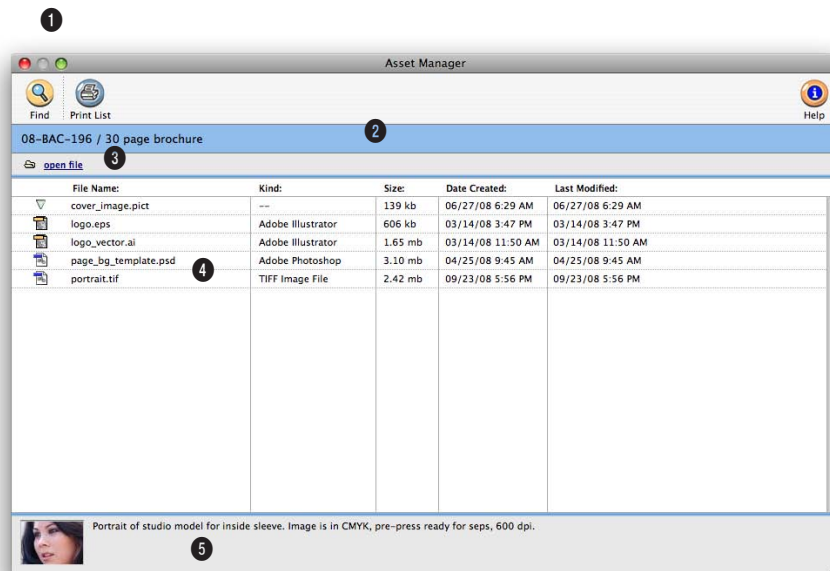 1
Asset Manager
Find
Print List
Help
08-BAC-196 / 30 page brochure
2
open file
3
File Name: Kind: Size: Date Created: Last Modified:
cover_image.pict -- 139 kb 06/27/08 6:29 AM 06/27/08 6:29 AM
logo.eps Adobe Illustrator 606 kb 03/14/08 3:47 PM 03/14/08 3:47 PM
logo_vector.ai Adobe Illustrator 1.65 mb 03/14/08 11:50 AM 03/14/08 11:50 AM
page_bg_template.psd Adobe Photoshop 3.10 mb 04/25/08 9:45 AM 04/25/08 9:45 AM
4
portrait.tif TIFF Image File 2.42 mb 09/23/08 5:56 PM 09/23/08 5:56 PM
Portrait of studio model for inside sleeve. Image is in CMYK, pre-press ready for seps, 600 dpi.
5